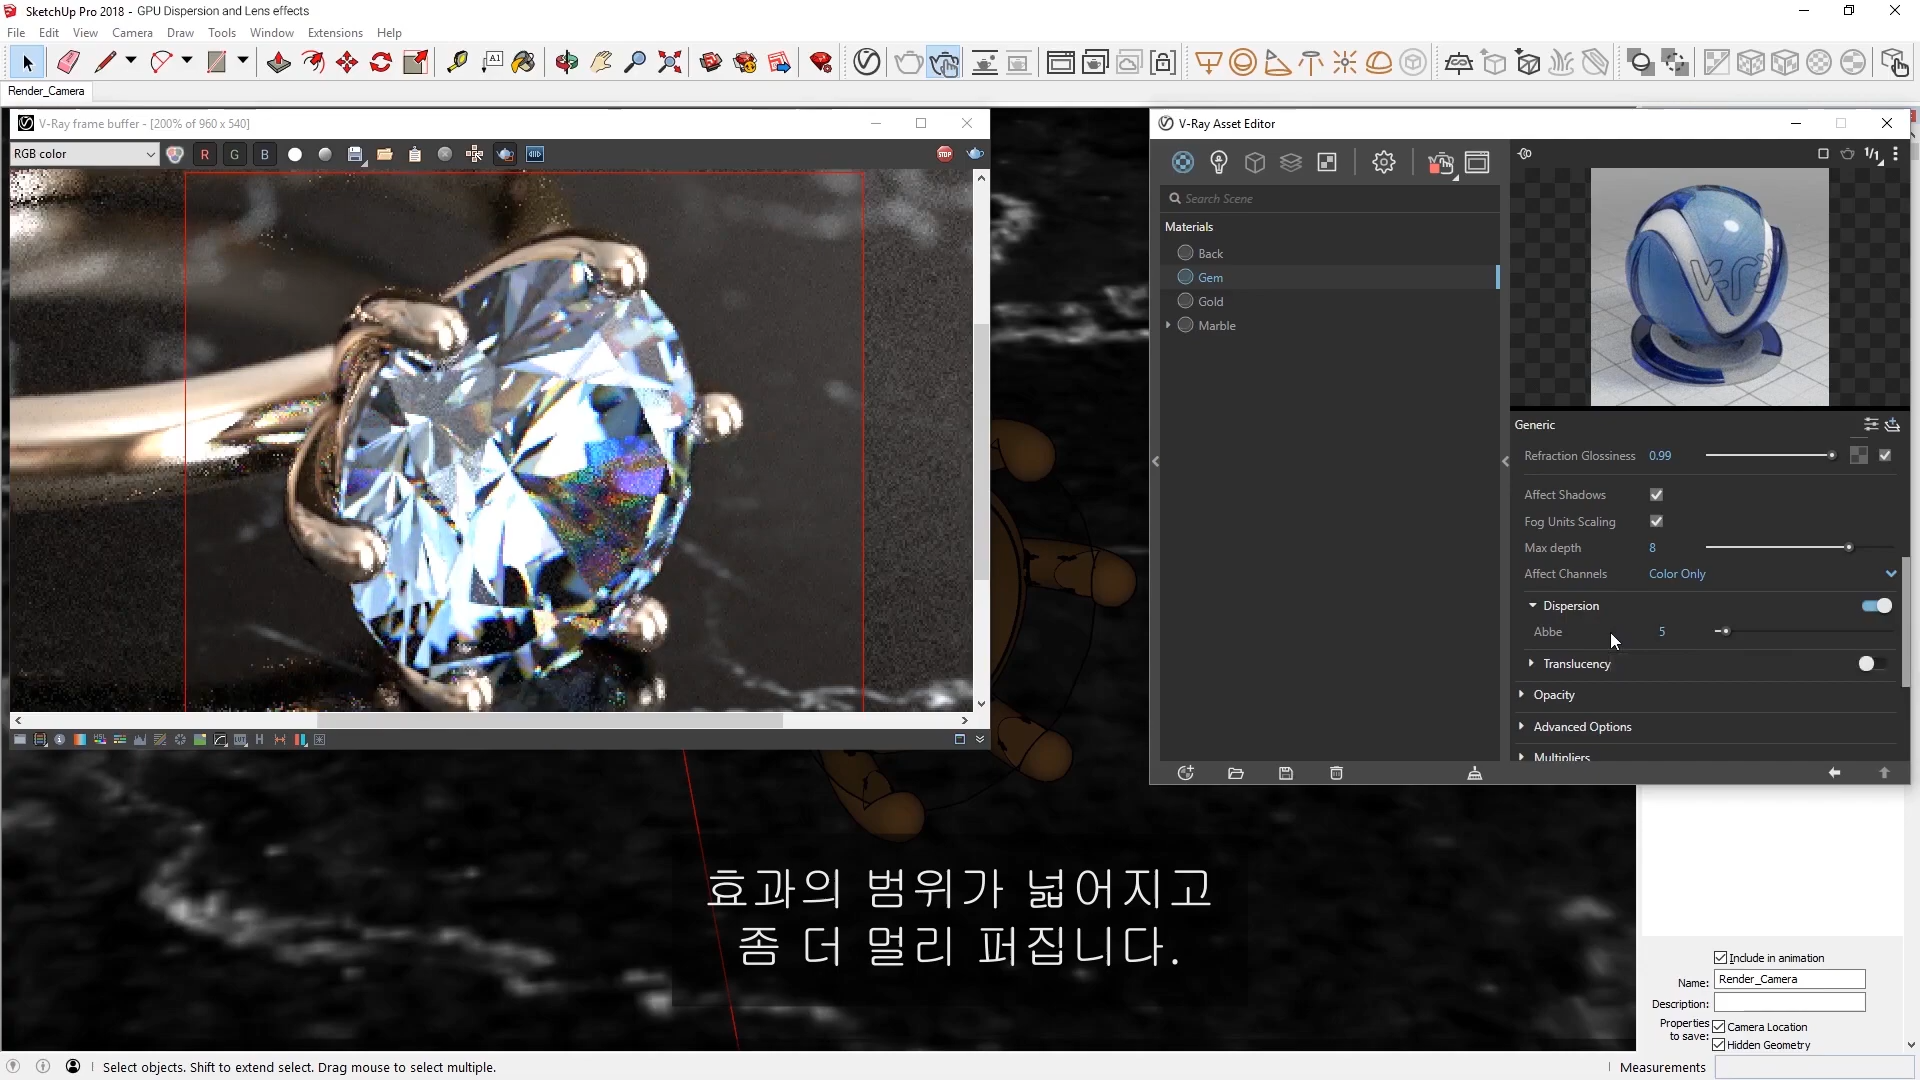 SketchUp Pro 2018 - GPU Dispersion and Lens effects
File Edit View Camera Draw Tools Window Extensions Help
Render_Camera
V-Ray frame buffer - [200% of 960 x 540]
RGB color
R G B
STOP
V-Ray Asset Editor
Search Scene
Materials
Back
Gem
Gold
Marble
1/1
Generic
Refraction Glossiness 0.99
Affect Shadows
Fog Units Scaling
Max depth 8
Affect Channels Color Only
Dispersion
Abbe 5
Translucency
Opacity
Advanced Options
Multipliers
효과의 범위가 넓어지고
좀 더 멀리 퍼집니다.
Include in animation
Name: Render_Camera
Description:
Properties to save:
Camera Location
Hidden Geometry
Select objects. Shift to extend select. Drag mouse to select multiple.
Measurements